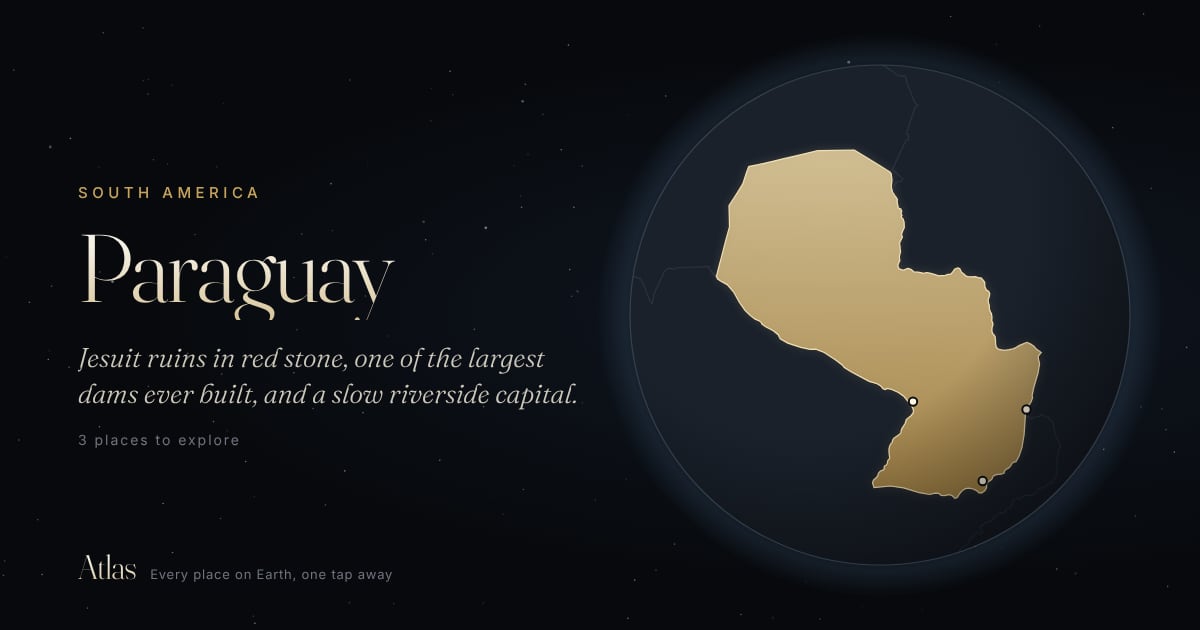 SOUTH AMERICA
Paraguay
Jesuit ruins in red stone, one of the largest
dams ever built, and a slow riverside capital.
3 places to explore
Atlas Every place on Earth, one tap away